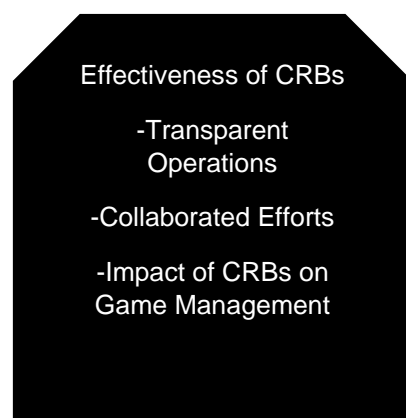 Effectiveness of CRBs
-Transparent
Operations
-Collaborated Efforts
-Impact of CRBs on
Game Management